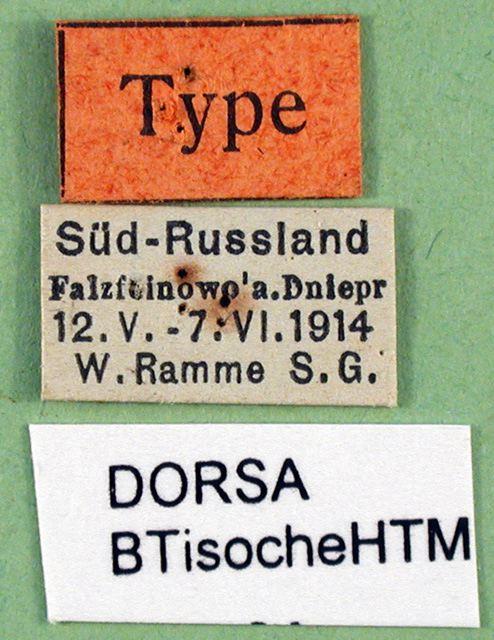 Type
Süd-Russland
Falzfeinowo a.Dniepr
12.V.-7.VI.1914
W.Ramme S.G.
DORSA
BTisocheHTM